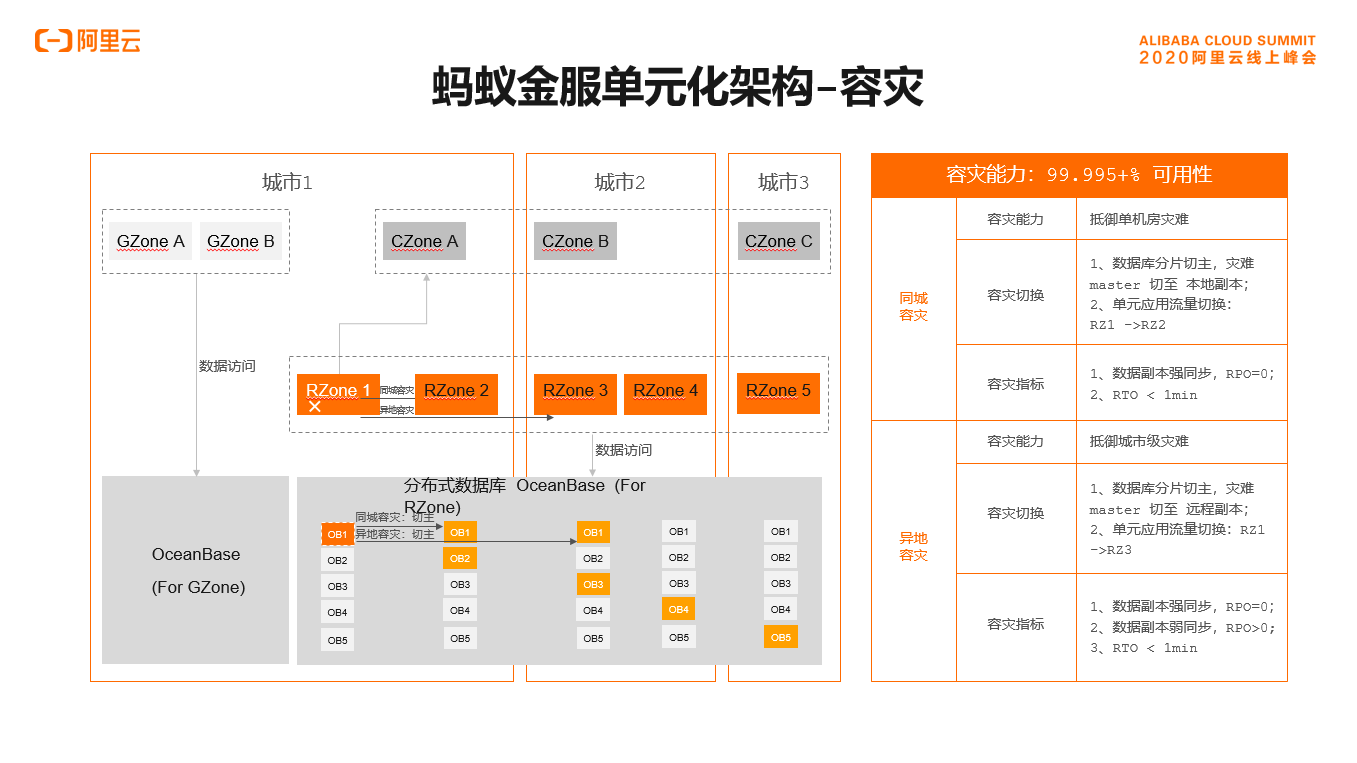 阿里云
ALIBABA CLOUD SUMMIT
2020阿里云线上峰会
蚂蚁金服单元化架构-容灾
城市1
城市2
城市3
GZone A
GZone B
CZone A
CZone B
CZone C
数据访问
RZone 1
同城容灾
异地容灾
RZone 2
RZone 3
RZone 4
RZone 5
数据访问
OceanBase
(For GZone)
分布式数据库 OceanBase (For
RZone)
同城容灾: 切主
异地容灾: 切主
OB1
OB2
OB3
OB4
OB5
OB1
OB2
OB3
OB4
OB5
OB1
OB2
OB3
OB4
OB5
OB1
OB2
OB3
OB4
OB5
OB1
OB2
OB3
OB4
OB5
容灾能力: 99.995+% 可用性
同城
容灾
容灾能力
抵御单机房灾难
容灾切换
1、数据库分片切主, 灾难
master 切至 本地副本;
2、单元应用流量切换:
RZ1 ->RZ2
容灾指标
1、数据副本强同步, RPO=0;
2、RTO < 1min
异地
容灾
容灾能力
抵御城市级灾难
容灾切换
1、数据库分片切主, 灾难
master 切至 远程副本;
2、单元应用流量切换: RZ1
->RZ3
容灾指标
1、数据副本强同步, RPO=0;
2、数据副本弱同步, RPO>0;
3、RTO < 1min